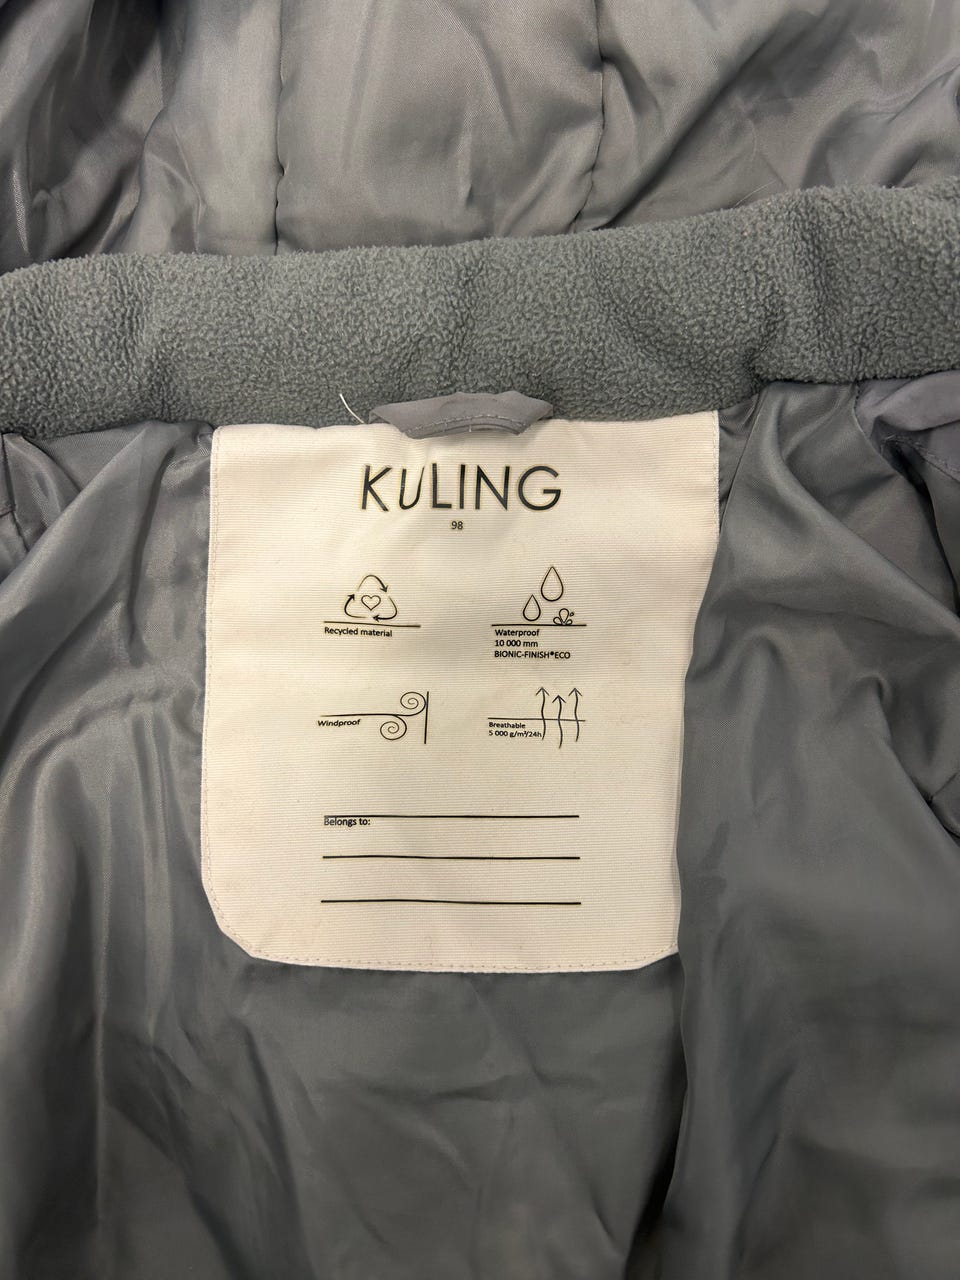 KULING
98
Recycled material
Waterproof
10 000 mm
BIONIC-FINISH®ECO
Windproof
Breathable
5 000 g/m²/24h
Belongs to: